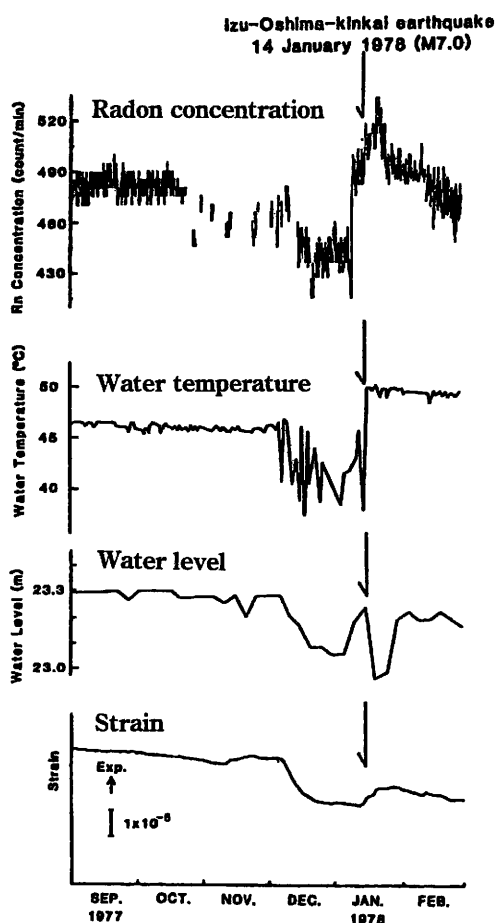 Izu-Oshima-kinkai earthquake
14 January 1978 (M7.0)
Radon concentration
Rn Concentration (count/min)
520
490
460
430
Water temperature
Water Temperature (°C)
50
45
40
Water level
Water Level (m)
23.3
23.0
Strain
Strain
Exp.
1x10⁻⁵
SEP. OCT. NOV. DEC. JAN. FEB.
1977 1978